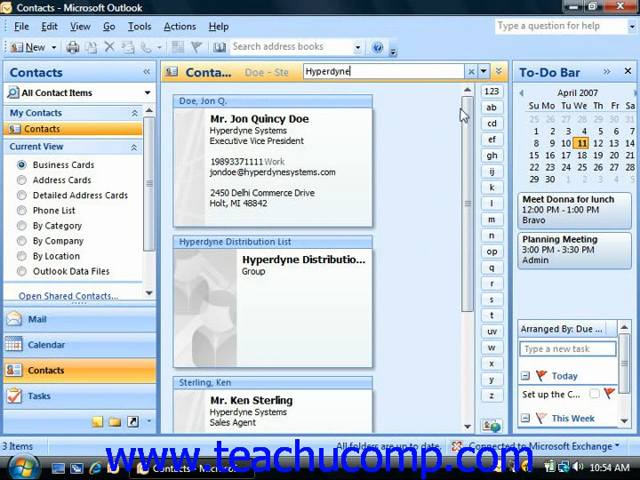 Contacts - Microsoft Outlook
File Edit View Go Tools Actions Help
Type a question for help
New
Search address books
Contacts
All Contact Items
My Contacts
Contacts
Current View
Business Cards
Address Cards
Detailed Address Cards
Phone List
By Category
By Company
By Location
Outlook Data Files
Open Shared Contacts...
Mail
Calendar
Contacts
Tasks
Conta... Doe - Ste Hyperdyne
Doe, Jon Q.
Mr. Jon Quincy Doe
Hyperdyne Systems
Executive Vice President
19893371111 Work
jondoe@hyperdynesystems.com
2450 Delhi Commerce Drive
Holt, MI 48842
Hyperdyne Distribution List
Hyperdyne Distributio...
Group
Sterling, Ken
Mr. Ken Sterling
Hyperdyne Systems
Sales Agent
123
ab
cd
ef
gh
ij
k
l
m
n
op
q
r
s
t
uv
w
x
y
z
To-Do Bar
April 2007
Su Mo Tu We Th Fr Sa
25 26 27 28 29 30 31
1 2 3 4 5 6 7
8 9 10 11 12 13 14
15 16 17 18 19 20 21
22 23 24 25 26 27 28
29 30 1 2 3 4 5
Meet Donna for lunch
12:00 PM - 1:00 PM
Bravo
Planning Meeting
3:00 PM - 3:30 PM
Admin
Arranged By: Due ...
Type a new task
Today
Set up the C...
This Week
3 Items
All folders are up to date.
Connected to Microsoft Exchange
Contacts - Microsoft
10:54 AM
www.teachucomp.com